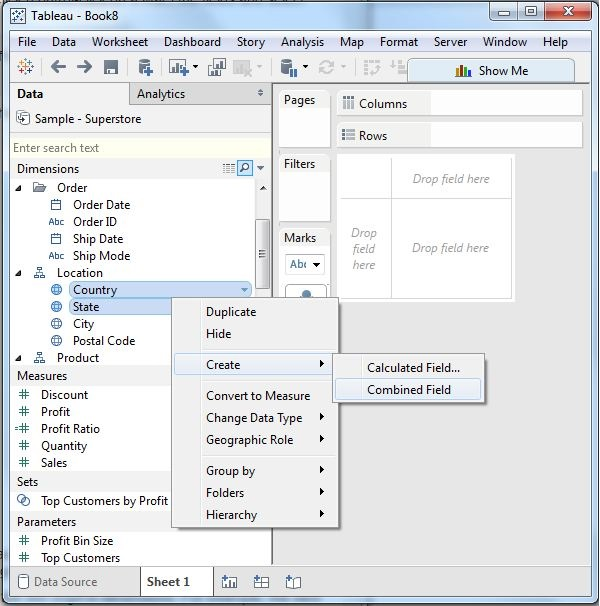 Tableau - Book8
File Data Worksheet Dashboard Story Analysis Map Format Server Window Help
Show Me
Data Analytics
Sample - Superstore
Enter search text
Dimensions
Order
Order Date
Abc Order ID
Ship Date
Abc Ship Mode
Location
Country
State
City
Postal Code
Product
Measures
Discount
Profit
Profit Ratio
Quantity
Sales
Sets
Top Customers by Profit
Parameters
Profit Bin Size
Top Customers
Duplicate
Hide
Create
Convert to Measure
Change Data Type
Geographic Role
Group by
Folders
Hierarchy
Calculated Field...
Combined Field
Pages
Filters
Marks
Columns
Rows
Drop field here
Drop
field
here
Drop field here
Data Source Sheet 1